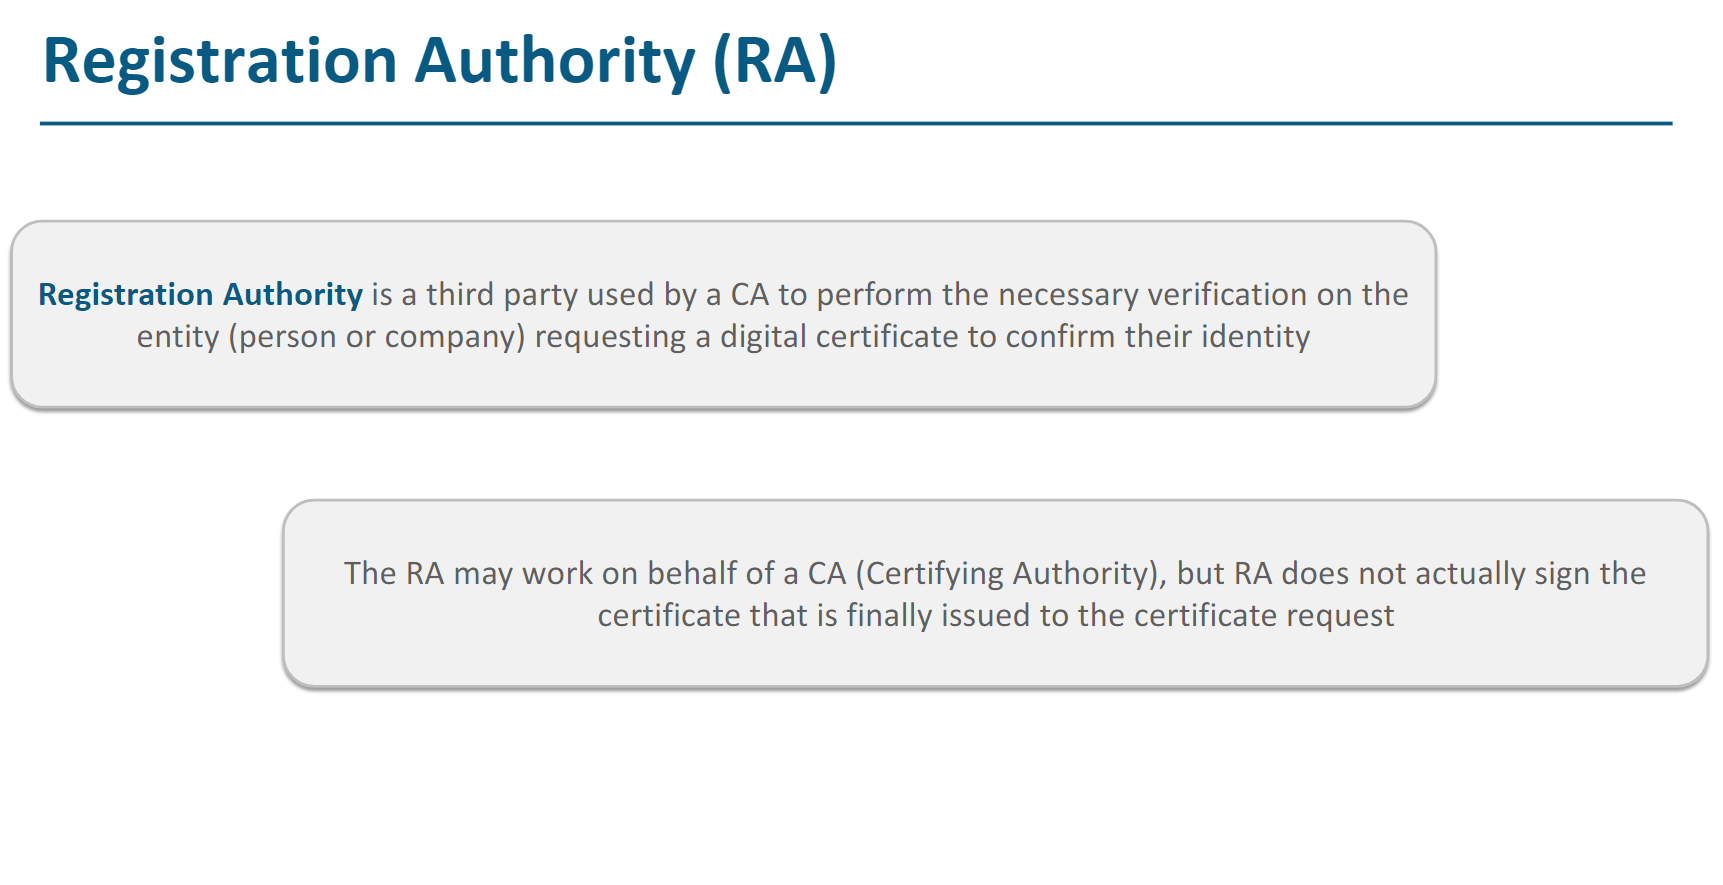 Registration Authority (RA)
Registration Authority is a third party used by a CA to perform the necessary verification on the
entity (person or company) requesting a digital certificate to confirm their identity
The RA may work on behalf of a CA (Certifying Authority), but RA does not actually sign the
certificate that is finally issued to the certificate request